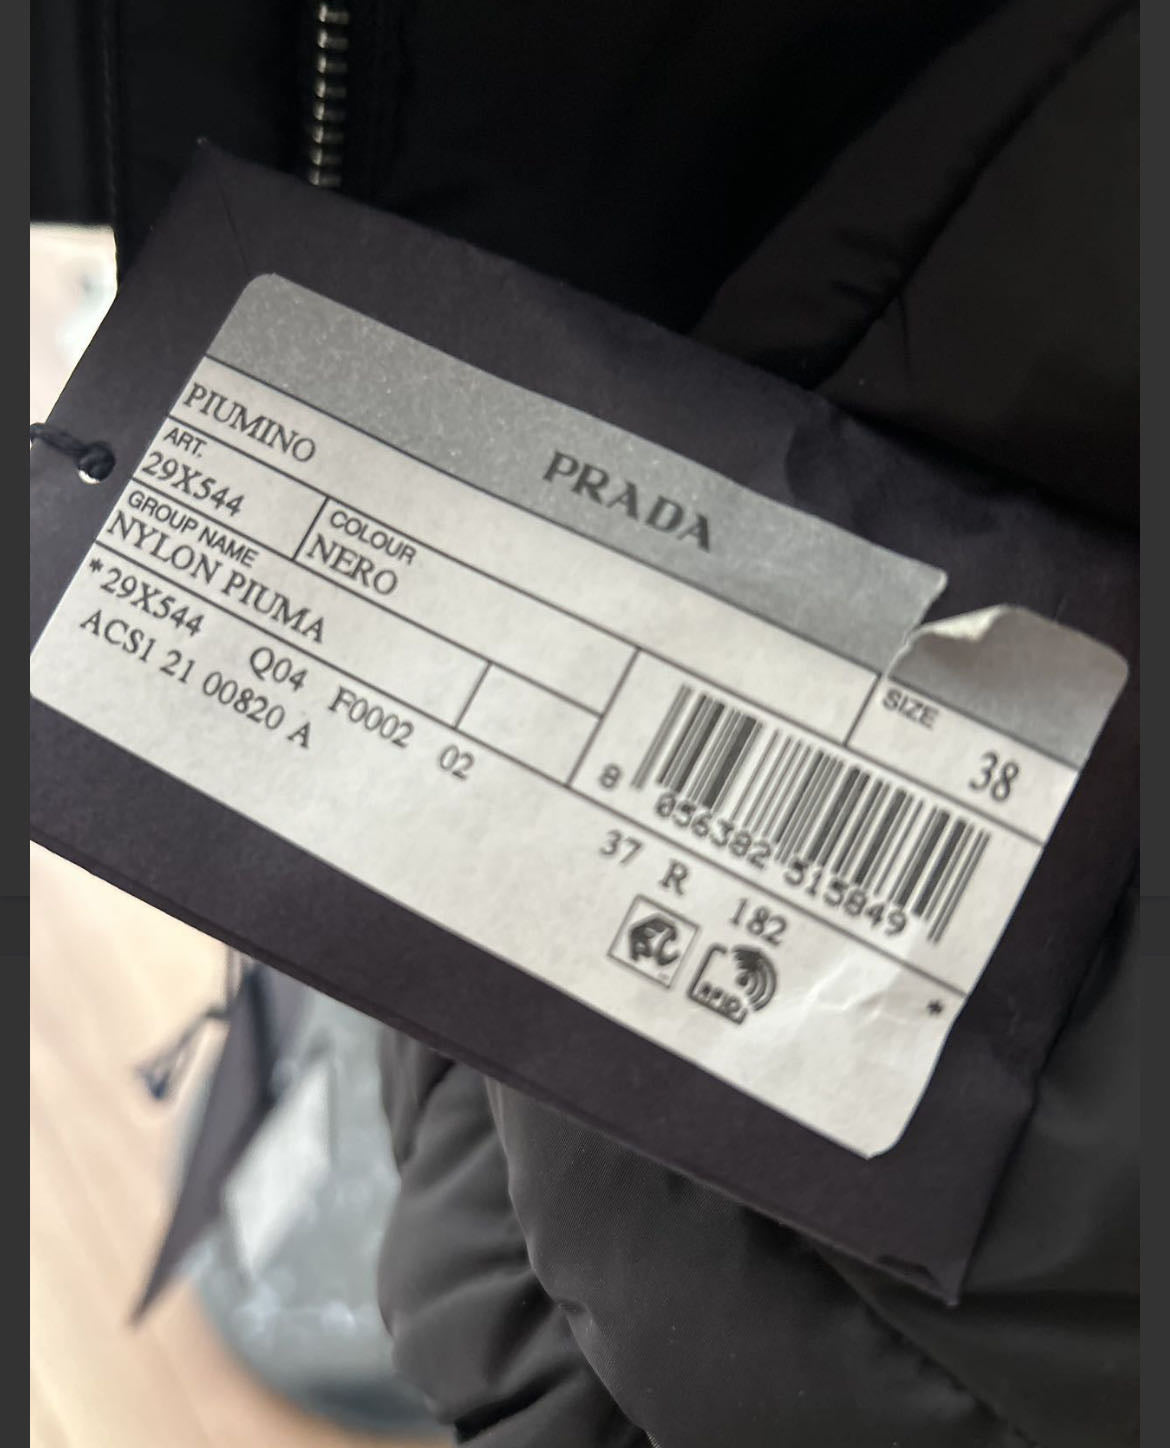 PRADA
PIUMINO
ART.
29X544
COLOUR
NERO
SIZE
38
GROUP NAME
NYLON PIUMA
8 056382 515849
*29X544 Q04 F0002 02 37 R 182 *
ACS1 21 00820 A
RFID